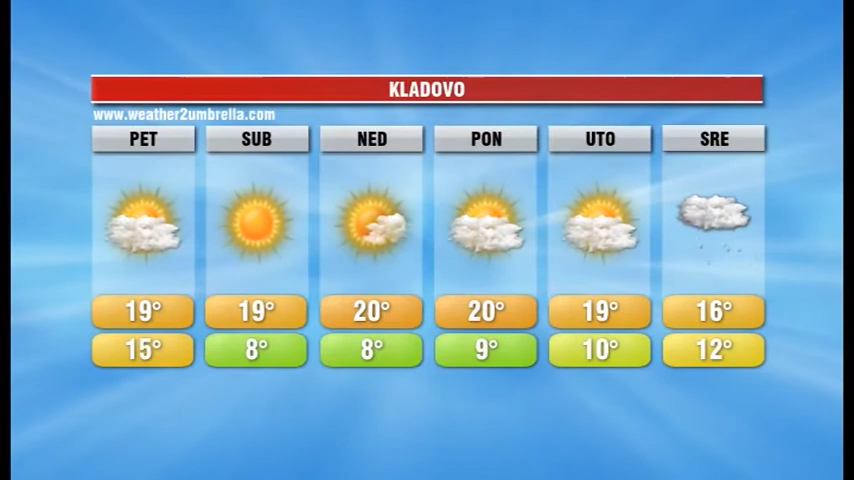 KLADOVO
www.weather2umbrella.com
PET SUB NED PON UTO SRE
19° 19° 20° 20° 19° 16°
15° 8° 8° 9° 10° 12°